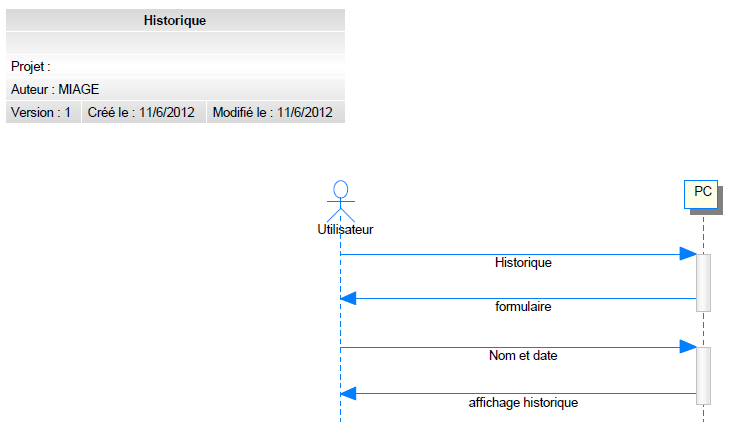 Historique
Projet :
Auteur : MIAGE
Version : 1 Créé le : 11/6/2012 Modifié le : 11/6/2012
PC
Utilisateur
Historique
formulaire
Nom et date
affichage historique